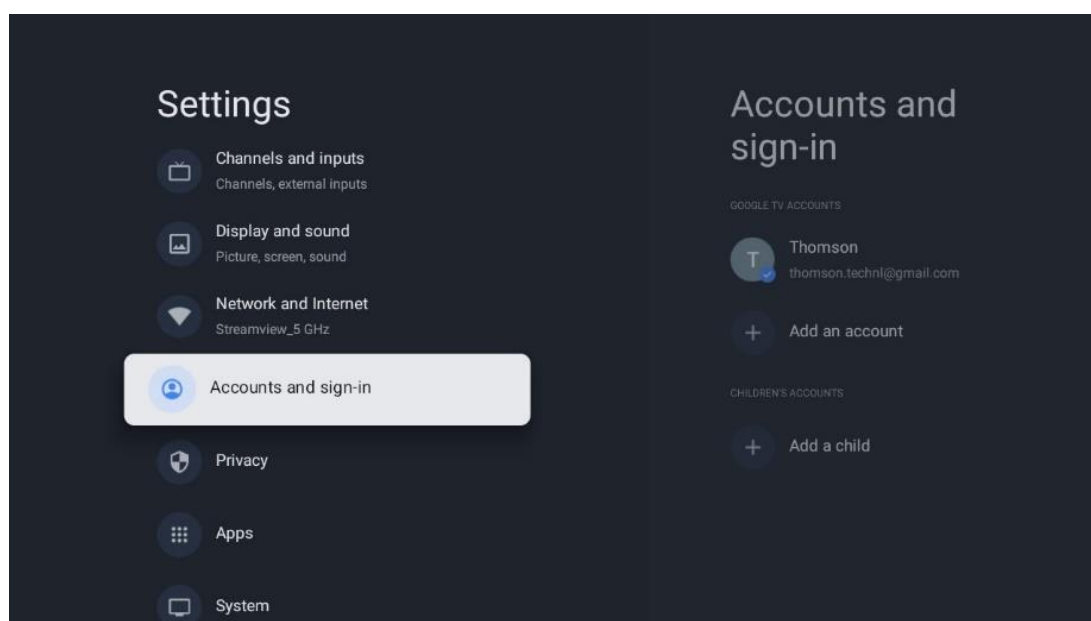 Settings
Channels and inputs
Channels, external inputs
Display and sound
Picture, screen, sound
Network and Internet
Streamview_5 GHz
Accounts and sign-in
Privacy
Apps
System
Accounts and
sign-in
GOOGLE TV ACCOUNTS
T
Thomson
thomson.technl@gmail.com
Add an account
CHILDREN'S ACCOUNTS
Add a child